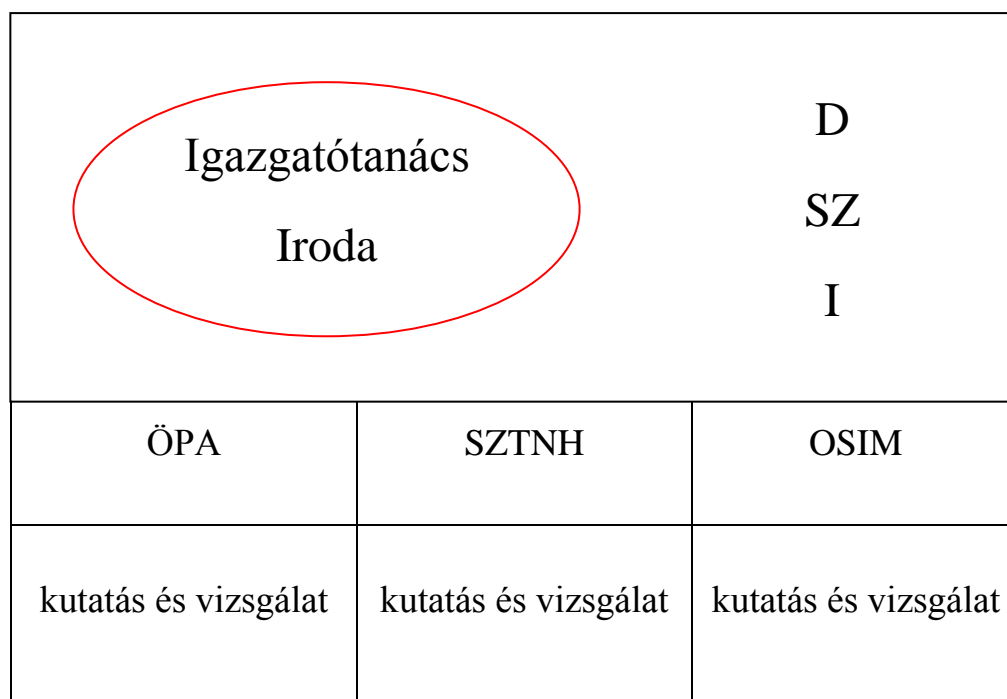 Igazgatótanács
Iroda
D
SZ
I
ÖPA
SZTNH
OSIM
kutatás és vizsgálat
kutatás és vizsgálat
kutatás és vizsgálat